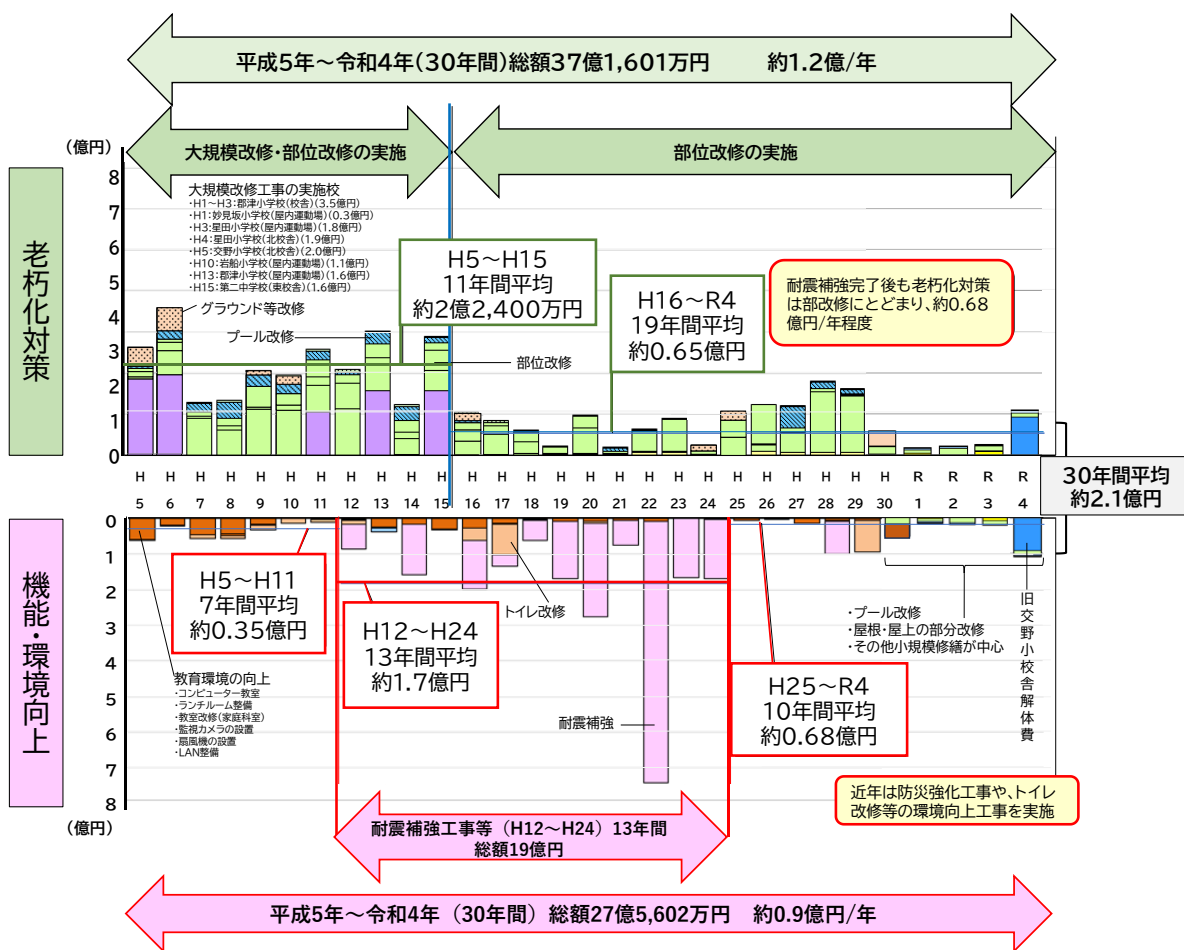 平成5年～令和4年(30年間)総額37億1,601万円　約1.2億/年
大規模改修・部位改修の実施
部位改修の実施
(億円)
老朽化対策
8
7
6
5
4
3
2
1
0
大規模改修工事の実施校
・H1～H3:郡津小学校(校舎)(3.5億円)
・H1:妙見坂小学校(屋内運動場)(0.3億円)
・H3:星田小学校(屋内運動場)(1.8億円)
・H4:星田小学校(北校舎)(1.9億円)
・H5:交野小学校(北校舎)(2.0億円)
・H10:岩船小学校(屋内運動場)(1.1億円)
・H13:郡津小学校(屋内運動場)(1.6億円)
・H15:第二中学校(東校舎)(1.6億円)
グラウンド等改修
プール改修
部位改修
H5～H15
11年間平均
約2億2,400万円
H16～R4
19年間平均
約0.65億円
耐震補強完了後も老朽化対策
は部改修にとどまり、約0.68
億円/年程度
H H H H H H H H H H H H H H H H H H H H H H H H H H R R R R
5 6 7 8 9 10 11 12 13 14 15 16 17 18 19 20 21 22 23 24 25 26 27 28 29 30 1 2 3 4
30年間平均
約2.1億円
機能・環境向上
0
1
2
3
4
5
6
7
8
(億円)
H5～H11
7年間平均
約0.35億円
教育環境の向上
・コンピューター教室
・ランチルーム整備
・教室改修(家庭科室)
・監視カメラの設置
・扇風機の設置
・LAN整備
H12～H24
13年間平均
約1.7億円
トイレ改修
耐震補強
H25～R4
10年間平均
約0.68億円
・プール改修
・屋根・屋上の部分改修
・その他小規模修繕が中心
旧交野小校舎解体費
近年は防災強化工事や、トイレ
改修等の環境向上工事を実施
耐震補強工事等（H12～H24）13年間
総額19億円
平成5年～令和4年（30年間）総額27億5,602万円　約0.9億円/年